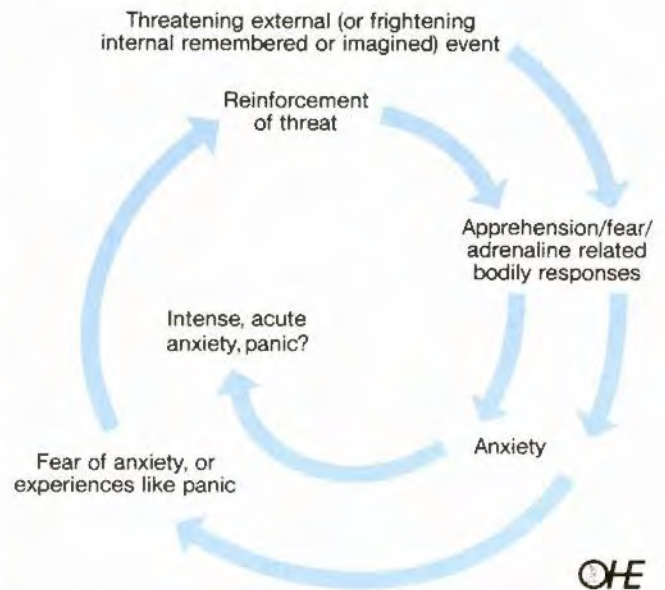 Threatening external (or frightening
internal remembered or imagined) event
Reinforcement
of threat
Apprehension/fear/
adrenaline related
bodily responses
Intense, acute
anxiety, panic?
Anxiety
Fear of anxiety, or
experiences like panic
OHE